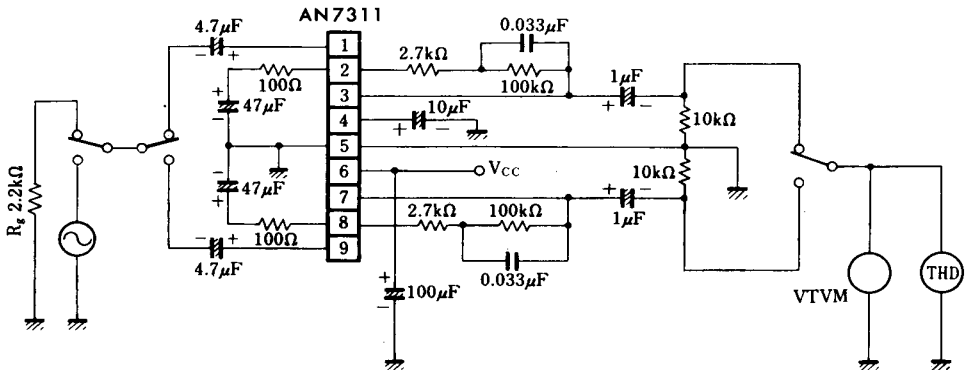 AN7311
4.7μF
− +
1
2
3
4
5
6
7
8
9
100Ω
+
−
47μF
−
+
47μF
100Ω
− +
4.7μF
Rg 2.2kΩ
2.7kΩ
0.033μF
100kΩ
10μF
+ −
1μF
+ −
10kΩ
10kΩ
VCC
+ −
1μF
2.7kΩ
100kΩ
0.033μF
+
−
100μF
VTVM
THD